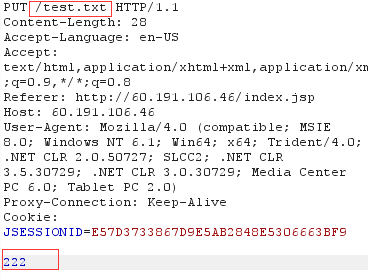 PUT /test.txt HTTP/1.1
Content-Length: 28
Accept-Language: en-US
Accept:
text/html,application/xhtml+xml,application/xm
;q=0.9,*/*;q=0.8
Referer: http://60.191.106.46/index.jsp
Host: 60.191.106.46
User-Agent: Mozilla/4.0 (compatible; MSIE
8.0; Windows NT 6.1; Win64; x64; Trident/4.0;
.NET CLR 2.0.50727; SLCC2; .NET CLR
3.5.30729; .NET CLR 3.0.30729; Media Center
PC 6.0; Tablet PC 2.0)
Proxy-Connection: Keep-Alive
Cookie:
JSESSIONID=E57D3733867D9E5AB2848E5306663BF9
222